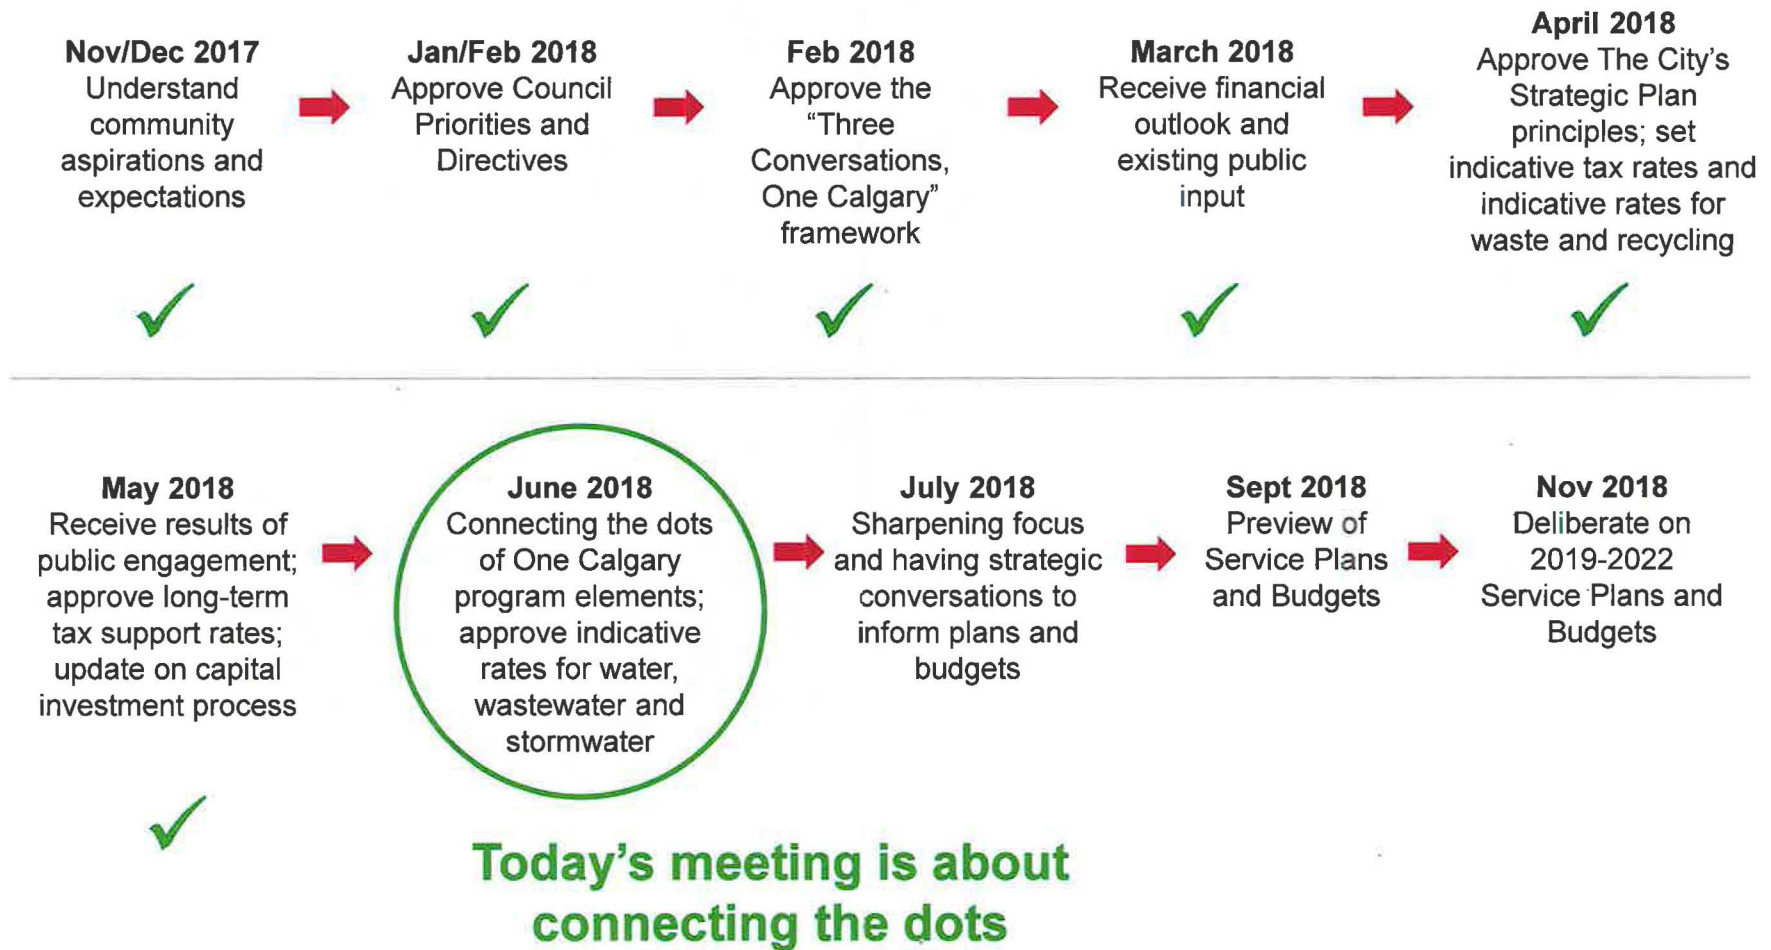 Nov/Dec 2017
Understand
community
aspirations and
expectations
Jan/Feb 2018
Approve Council
Priorities and
Directives
Feb 2018
Approve the
“Three
Conversations,
One Calgary”
framework
March 2018
Receive financial
outlook and
existing public
input
April 2018
Approve The City’s
Strategic Plan
principles; set
indicative tax rates and
indicative rates for
waste and recycling
May 2018
Receive results of
public engagement;
approve long-term
tax support rates;
update on capital
investment process
June 2018
Connecting the dots
of One Calgary
program elements;
approve indicative
rates for water,
wastewater and
stormwater
July 2018
Sharpening focus
and having strategic
conversations to
inform plans and
budgets
Sept 2018
Preview of
Service Plans
and Budgets
Nov 2018
Deliberate on
2019-2022
Service Plans and
Budgets
Today’s meeting is about
connecting the dots